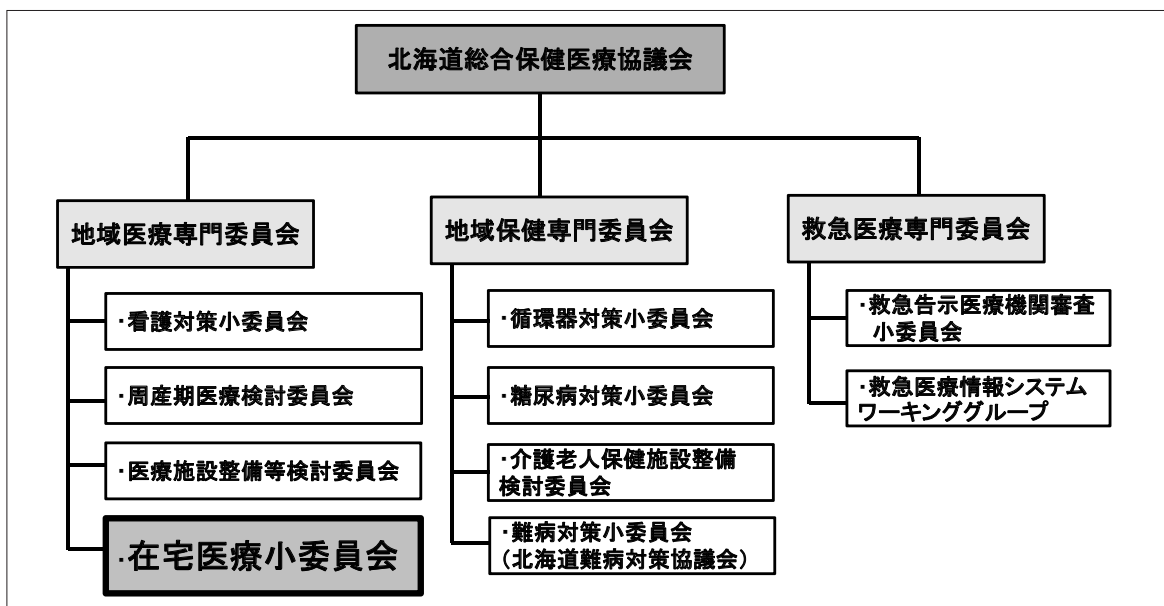 北海道総合保健医療協議会
地域医療専門委員会
・看護対策小委員会
・周産期医療検討委員会
・医療施設整備等検討委員会
・在宅医療小委員会
地域保健専門委員会
・循環器対策小委員会
・糖尿病対策小委員会
・介護老人保健施設整備
検討委員会
・難病対策小委員会
（北海道難病対策協議会）
救急医療専門委員会
・救急告示医療機関審査
小委員会
・救急医療情報システム
ワーキンググループ